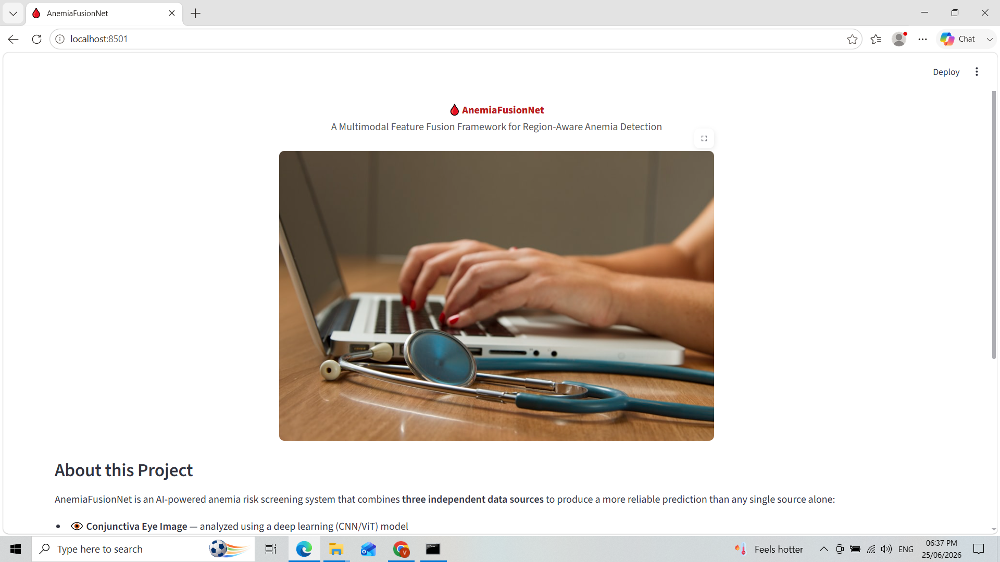 AnemiaFusionNet
localhost:8501
Chat
Deploy
AnemiaFusionNet
A Multimodal Feature Fusion Framework for Region-Aware Anemia Detection
About this Project
AnemiaFusionNet is an AI-powered anemia risk screening system that combines three independent data sources to produce a more reliable prediction than any single source alone:
Conjunctiva Eye Image — analyzed using a deep learning (CNN/ViT) model
Type here to search
Feels hotter
ENG
06:37 PM
25/06/2026